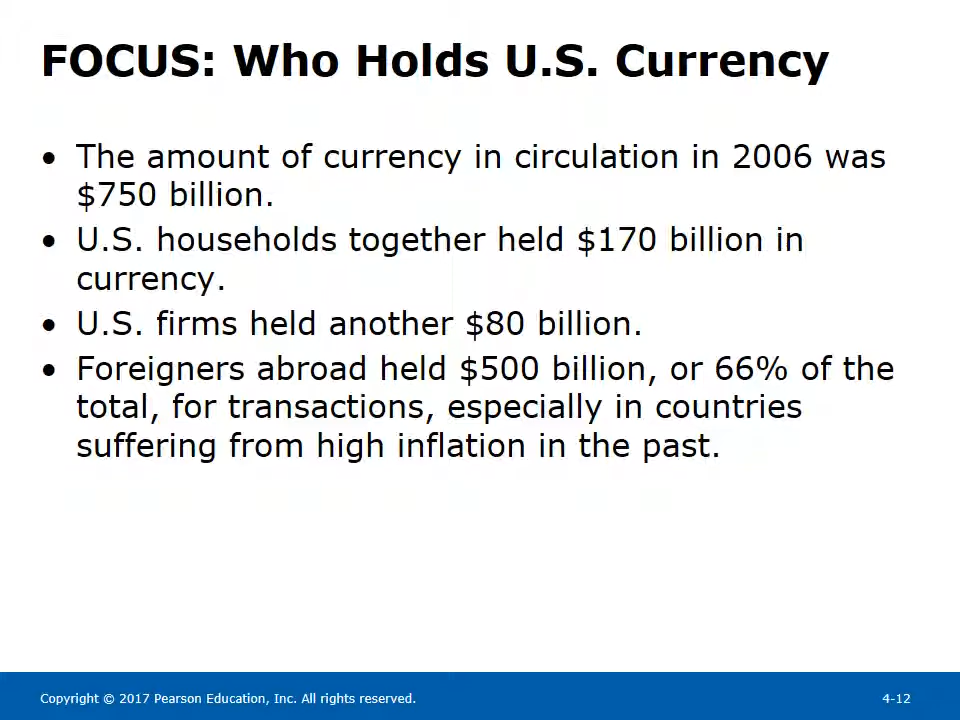 FOCUS: Who Holds U.S. Currency
• The amount of currency in circulation in 2006 was
$750 billion.
• U.S. households together held $170 billion in
currency.
• U.S. firms held another $80 billion.
• Foreigners abroad held $500 billion, or 66% of the
total, for transactions, especially in countries
suffering from high inflation in the past.
Copyright © 2017 Pearson Education, Inc. All rights reserved.
4-12